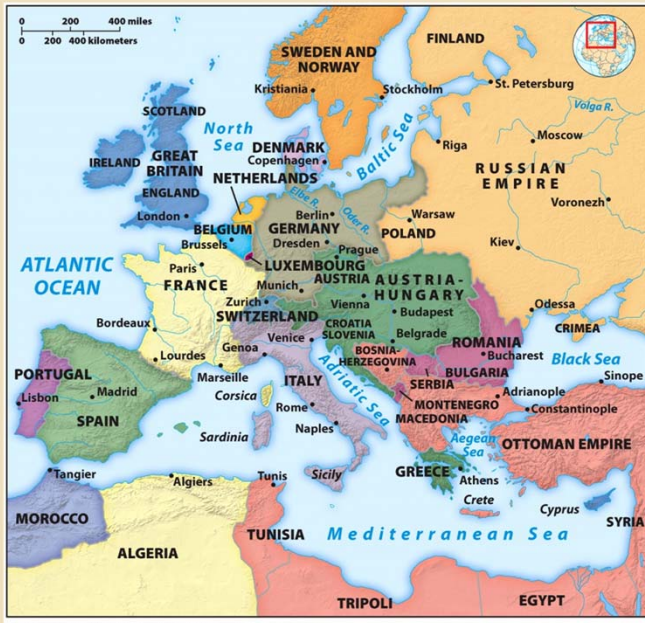 0 200 400 miles
0 200 400 kilometers
SWEDEN AND
NORWAY
FINLAND
Kristiania
Stockholm
St. Petersburg
Volga R.
SCOTLAND
North
Sea
DENMARK
Copenhagen
Baltic Sea
Riga
Moscow
IRELAND
GREAT
BRITAIN
NETHERLANDS
RUSSIAN
EMPIRE
ENGLAND
London
Elbe R.
Berlin
Oder R.
Warsaw
Voronezh
BELGIUM
Brussels
GERMANY
Dresden
POLAND
Prague
Kiev
ATLANTIC
OCEAN
Paris
LUXEMBOURG
FRANCE
Munich
AUSTRIA
AUSTRIA-
HUNGARY
Zurich
Vienna
Odessa
SWITZERLAND
Budapest
CRIMEA
Bordeaux
Venice
CROATIA
SLOVENIA
Belgrade
ROMANIA
Bucharest
Black Sea
Lourdes
Genoa
BOSNIA-
HERZEGOVINA
BULGARIA
Sinope
PORTUGAL
Marseille
ITALY
Adriatic Sea
SERBIA
Madrid
Corsica
MONTENEGRO
Adrianople
Lisbon
Rome
MACEDONIA
Constantinople
SPAIN
Naples
Sardinia
Aegean
Sea
OTTOMAN EMPIRE
Tangier
Algiers
Tunis
Sicily
GREECE
Athens
Crete
Cyprus
SYRIA
MOROCCO
TUNISIA
Mediterranean Sea
ALGERIA
TRIPOLI
EGYPT